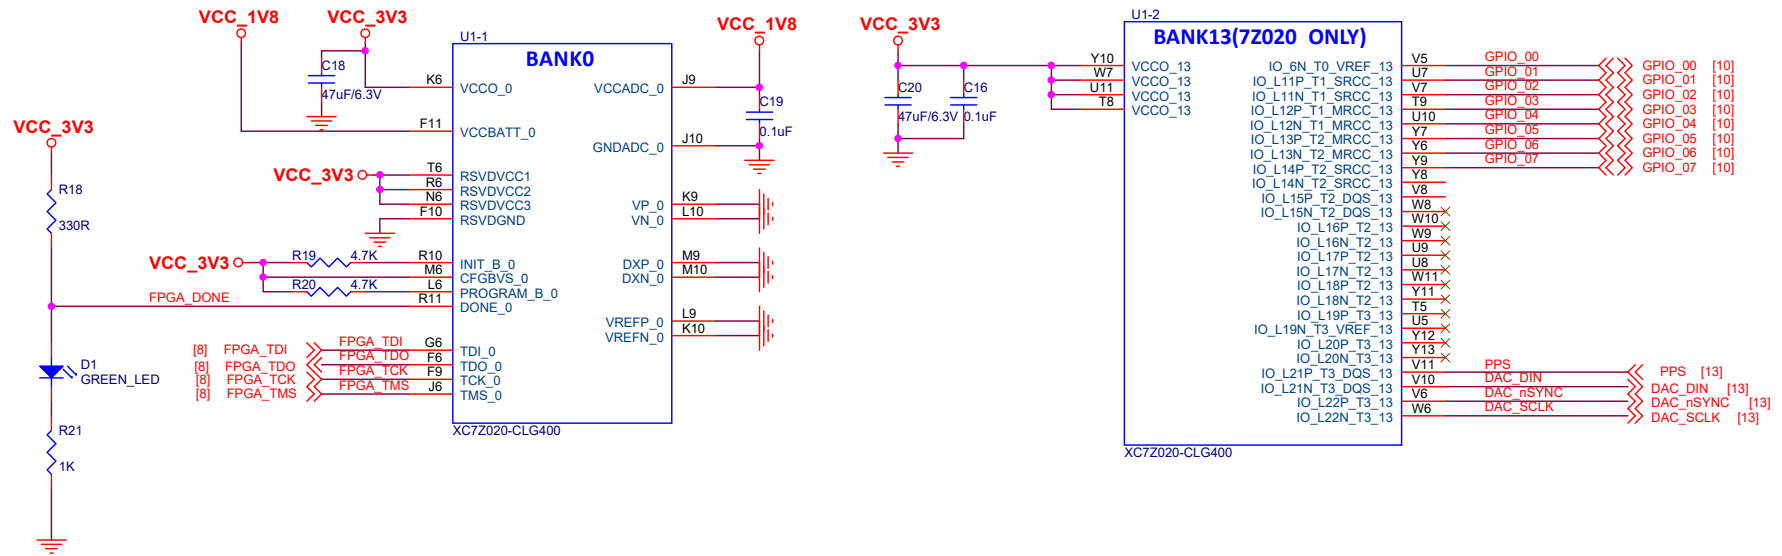 VCC_1V8
VCC_3V3
C18
47uF/6.3V
VCC_3V3
R18
330R
VCC_3V3
VCC_3V3
R19 4.7K
R20 4.7K
FPGA_DONE
D1
GREEN_LED
R21
1K
[8] FPGA_TDI FPGA_TDI
[8] FPGA_TDO FPGA_TDO
[8] FPGA_TCK FPGA_TCK
[8] FPGA_TMS FPGA_TMS
U1-1
BANK0
K6 VCCO_0
F11 VCCBATT_0
T6 RSVDVCC1
R6 RSVDVCC2
N6 RSVDVCC3
F10 RSVDGND
R10 INIT_B_0
M6 CFGBVS_0
L6 PROGRAM_B_0
R11 DONE_0
G6 TDI_0
F6 TDO_0
F9 TCK_0
J6 TMS_0
VCCADC_0 J9
GNDADC_0 J10
VP_0 K9
VN_0 L10
DXP_0 M9
DXN_0 M10
VREFP_0 L9
VREFN_0 K10
XC7Z020-CLG400
VCC_1V8
C19
0.1uF
VCC_3V3
C20
47uF/6.3V
C16
0.1uF
U1-2
BANK13(7Z020 ONLY)
Y10 VCCO_13
W7 VCCO_13
U11 VCCO_13
T8 VCCO_13
IO_6N_T0_VREF_13 V5 GPIO_00 GPIO_00 [10]
IO_L11P_T1_SRCC_13 U7 GPIO_01 GPIO_01 [10]
IO_L11N_T1_SRCC_13 V7 GPIO_02 GPIO_02 [10]
IO_L12P_T1_MRCC_13 T9 GPIO_03 GPIO_03 [10]
IO_L12N_T1_MRCC_13 U10 GPIO_04 GPIO_04 [10]
IO_L13P_T2_MRCC_13 Y7 GPIO_05 GPIO_05 [10]
IO_L13N_T2_MRCC_13 Y6 GPIO_06 GPIO_06 [10]
IO_L14P_T2_SRCC_13 Y9 GPIO_07 GPIO_07 [10]
IO_L14N_T2_SRCC_13 Y8
IO_L15P_T2_DQS_13 V8
IO_L15N_T2_DQS_13 W8
IO_L16P_T2_13 W10
IO_L16N_T2_13 W9
IO_L17P_T2_13 U9
IO_L17N_T2_13 U8
IO_L18P_T2_13 W11
IO_L18N_T2_13 Y11
IO_L19P_T3_13 T5
IO_L19N_T3_VREF_13 U5
IO_L20P_T3_13 Y12
IO_L20N_T3_13 Y13
IO_L21P_T3_DQS_13 V11 PPS PPS [13]
IO_L21N_T3_DQS_13 V10 DAC_DIN DAC_DIN [13]
IO_L22P_T3_13 V6 DAC_nSYNC DAC_nSYNC [13]
IO_L22N_T3_13 W6 DAC_SCLK DAC_SCLK [13]
XC7Z020-CLG400